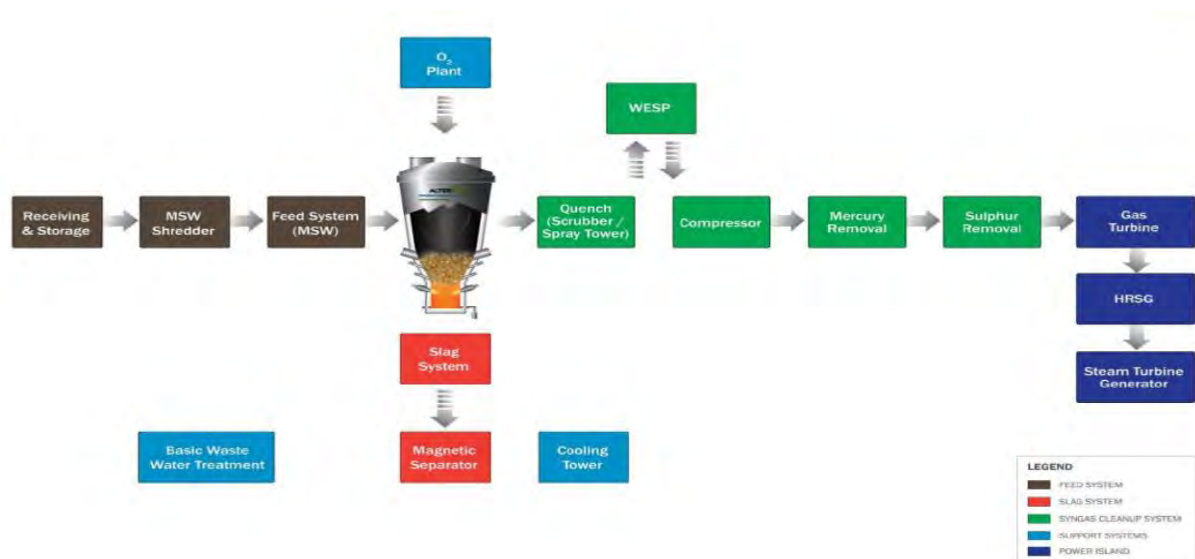 O2
Plant
WESP
Receiving
& Storage
MSW
Shredder
Feed System
(MSW)
ALTER
Quench
(Scrubber /
Spray Tower)
Compressor
Mercury
Removal
Sulphur
Removal
Gas
Turbine
HRSG
Steam Turbine
Generator
Slag
System
Magnetic
Separator
Basic Waste
Water Treatment
Cooling
Tower
LEGEND
FEED SYSTEM
SLAG SYSTEM
SYNGAS CLEANUP SYSTEM
SUPPORT SYSTEMS
POWER ISLAND